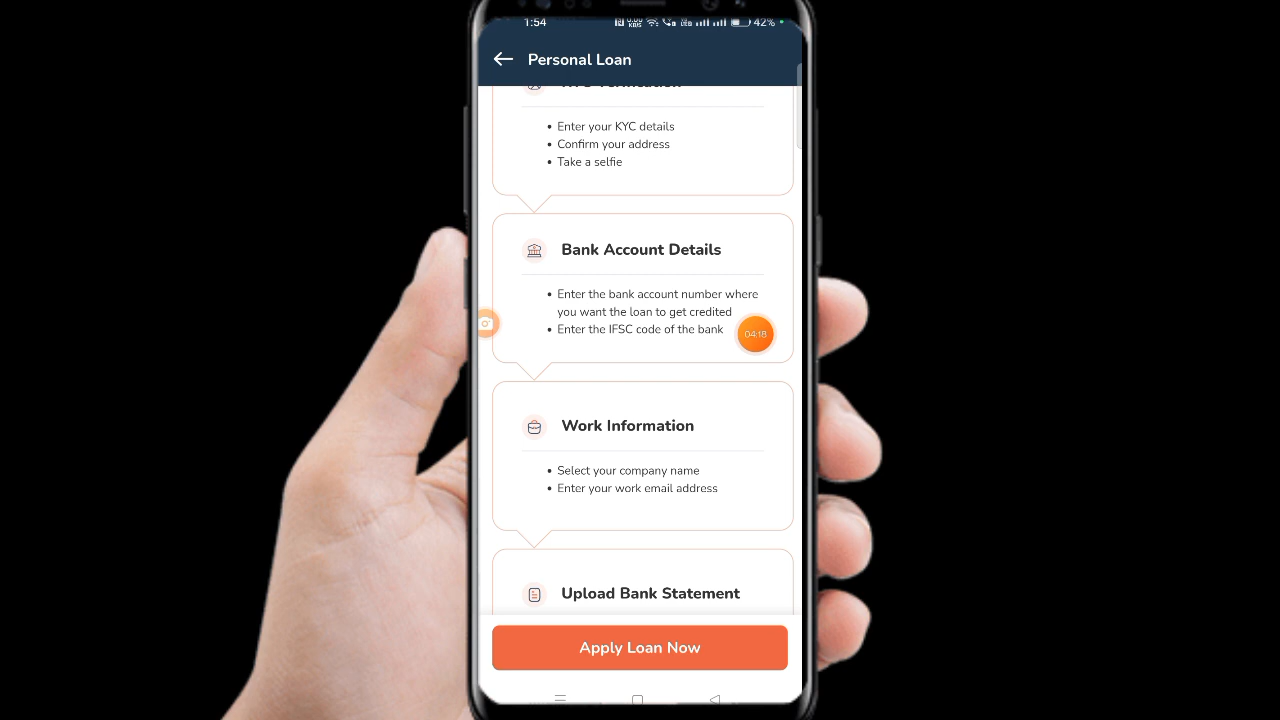 1:54
42%
Personal Loan
Enter your KYC details
Confirm your address
Take a selfie
Bank Account Details
Enter the bank account number where
you want the loan to get credited
Enter the IFSC code of the bank
04:18
Work Information
Select your company name
Enter your work email address
Upload Bank Statement
Apply Loan Now